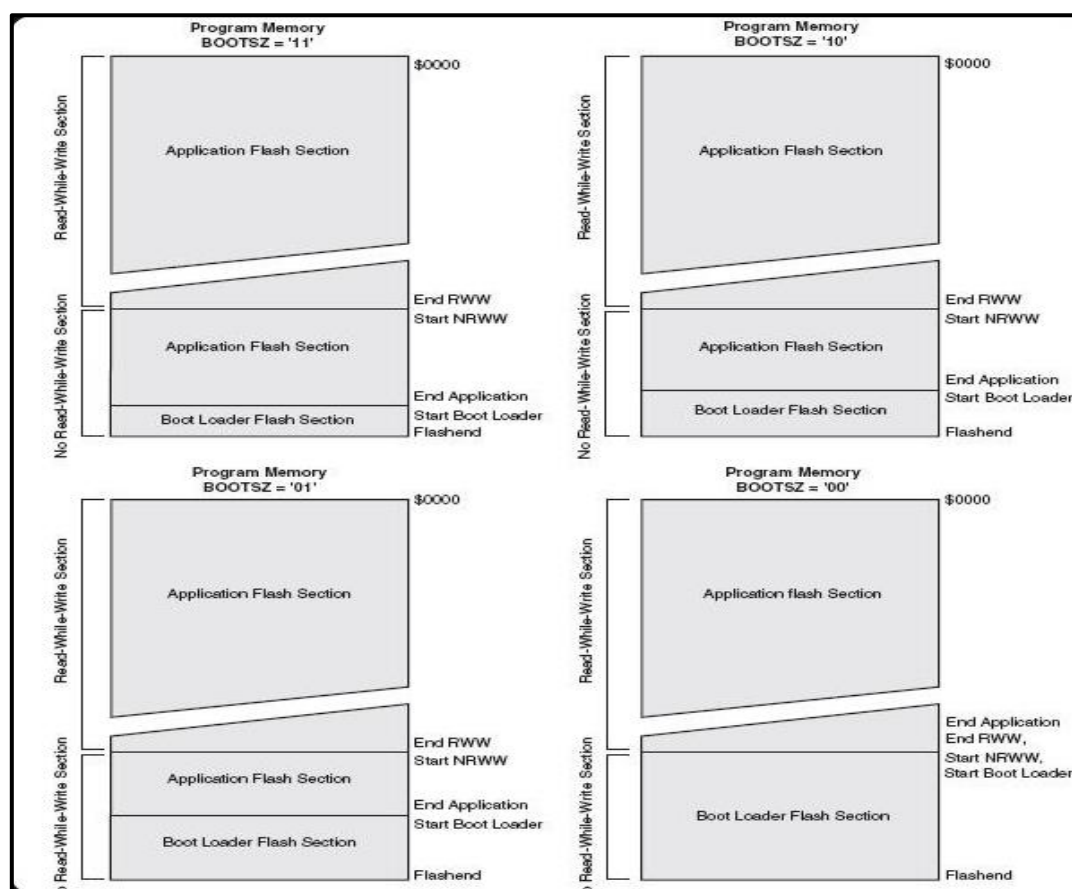 Program Memory
BOOTSZ = '11'
$0000
Read-While-Write Section
Application Flash Section
End RWW
Start NRWW
No Read-While-Write Section
Application Flash Section
End Application
Start Boot Loader
Boot Loader Flash Section
Flashend
Program Memory
BOOTSZ = '10'
$0000
Read-While-Write Section
Application Flash Section
End RWW
Start NRWW
No Read-While-Write Section
Application Flash Section
End Application
Start Boot Loader
Boot Loader Flash Section
Flashend
Program Memory
BOOTSZ = '01'
$0000
Read-While-Write Section
Application Flash Section
End RWW
Start NRWW
o Read-While-Write Section
Application Flash Section
End Application
Start Boot Loader
Boot Loader Flash Section
Flashend
Program Memory
BOOTSZ = '00'
$0000
Read-While-Write Section
Application flash Section
End Application
End RWW,
Start NRWW,
Start Boot Loader
o Read-While-Write Section
Boot Loader Flash Section
Flashend